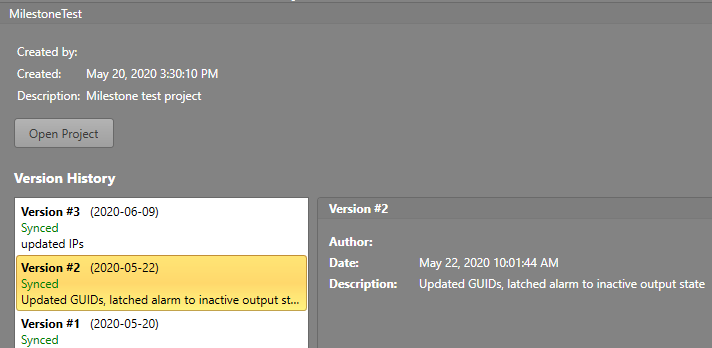 MilestoneTest
Created by:
Created: May 20, 2020 3:30:10 PM
Description: Milestone test project
Open Project
Version History
Version #3 (2020-06-09)
Synced
updated IPs
Version #2 (2020-05-22)
Synced
Updated GUIDs, latched alarm to inactive output st...
Version #1 (2020-05-20)
Synced
Version #2
Author:
Date: May 22, 2020 10:01:44 AM
Description: Updated GUIDs, latched alarm to inactive output state